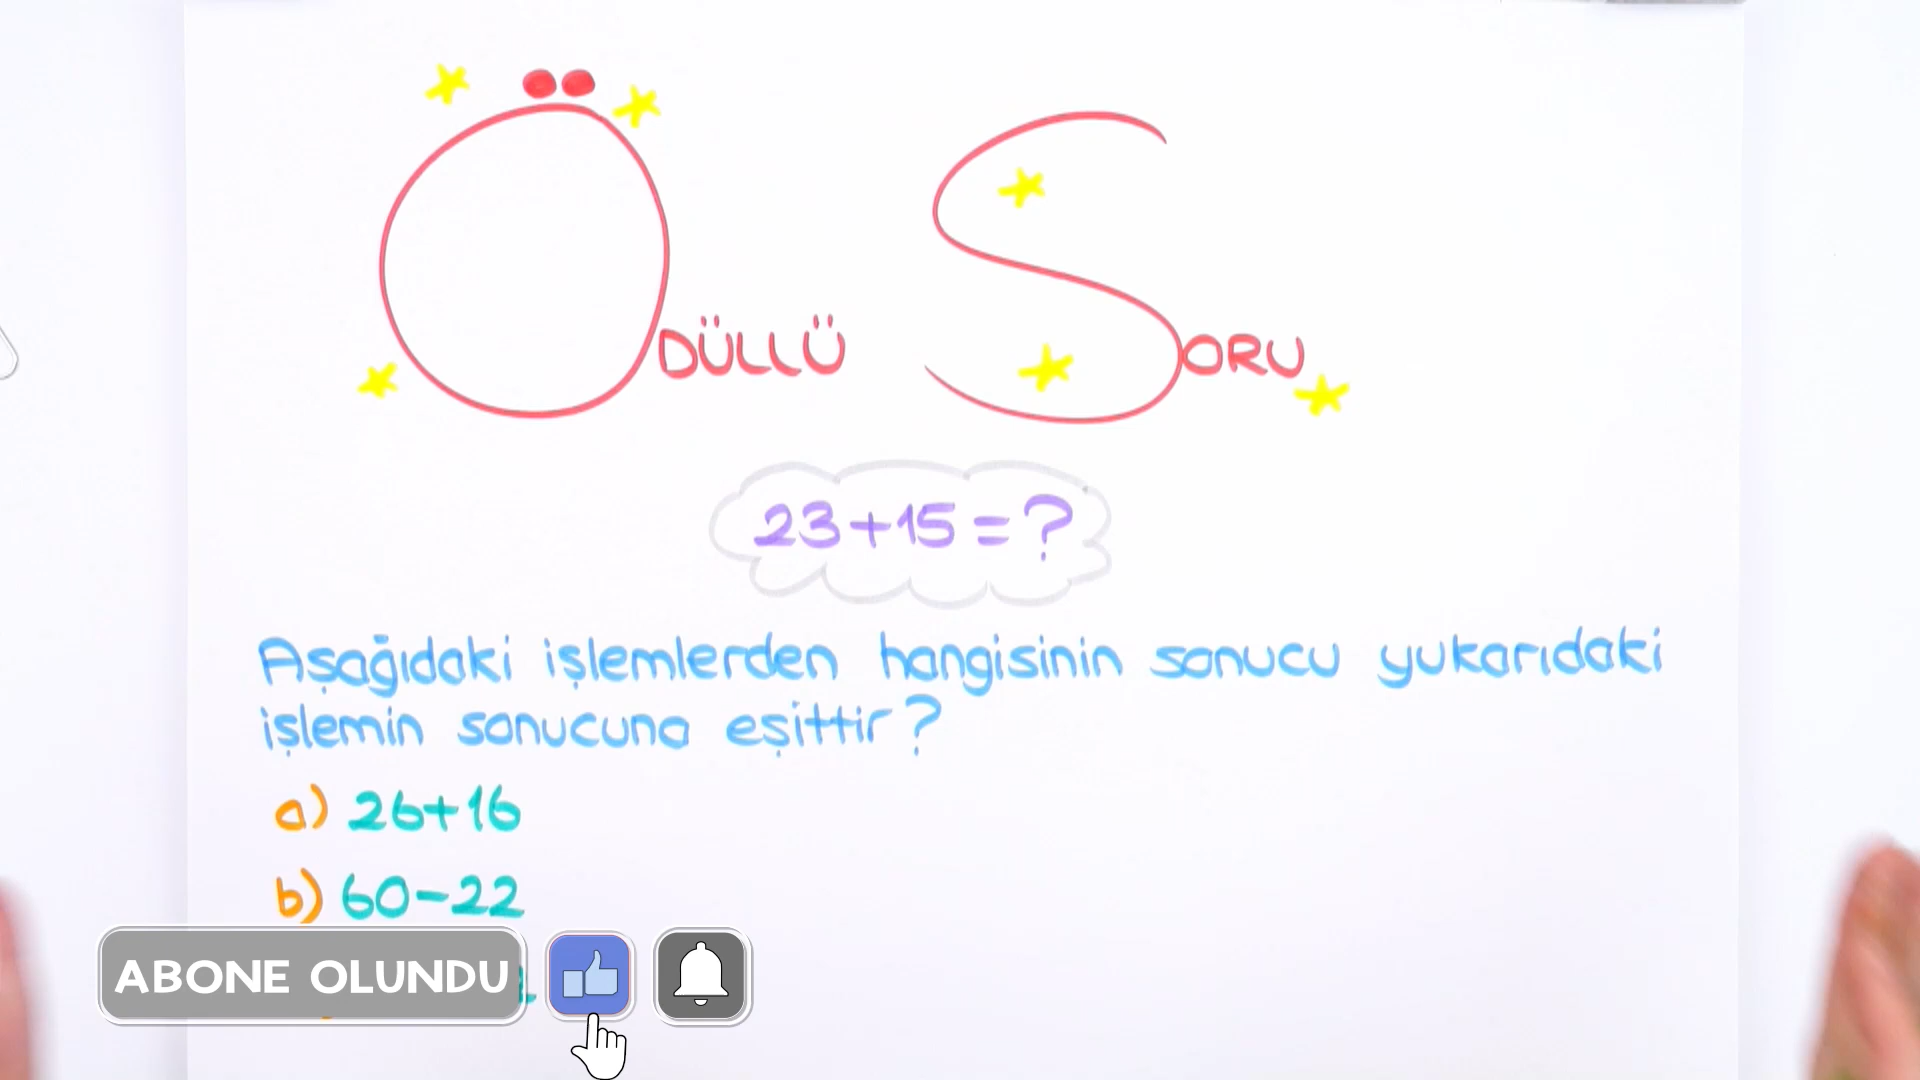 ÖDÜLLÜ SORU
23+15=?
Aşağıdaki işlemlerden hangisinin sonucu yukarıdaki
işlemin sonucuna eşittir?
a) 26+16
b) 60-22
ABONE OLUNDU